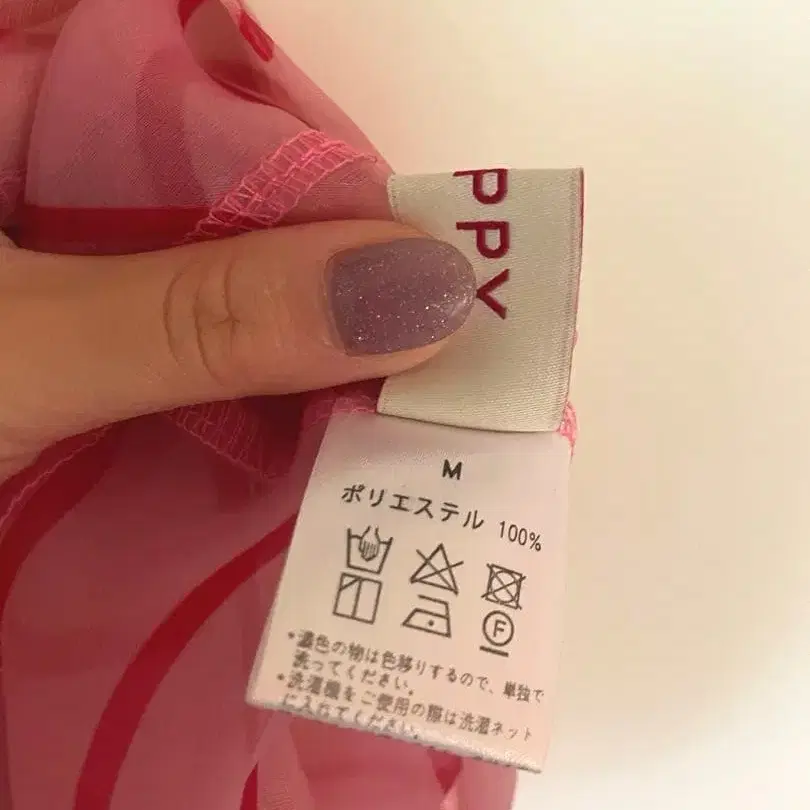 PPY
M
ポリエステル 100%
F
*濃色の物は色移りするので、単独で
洗ってください。
*洗濯機をご使用の際は洗濯ネット
に入れてください。